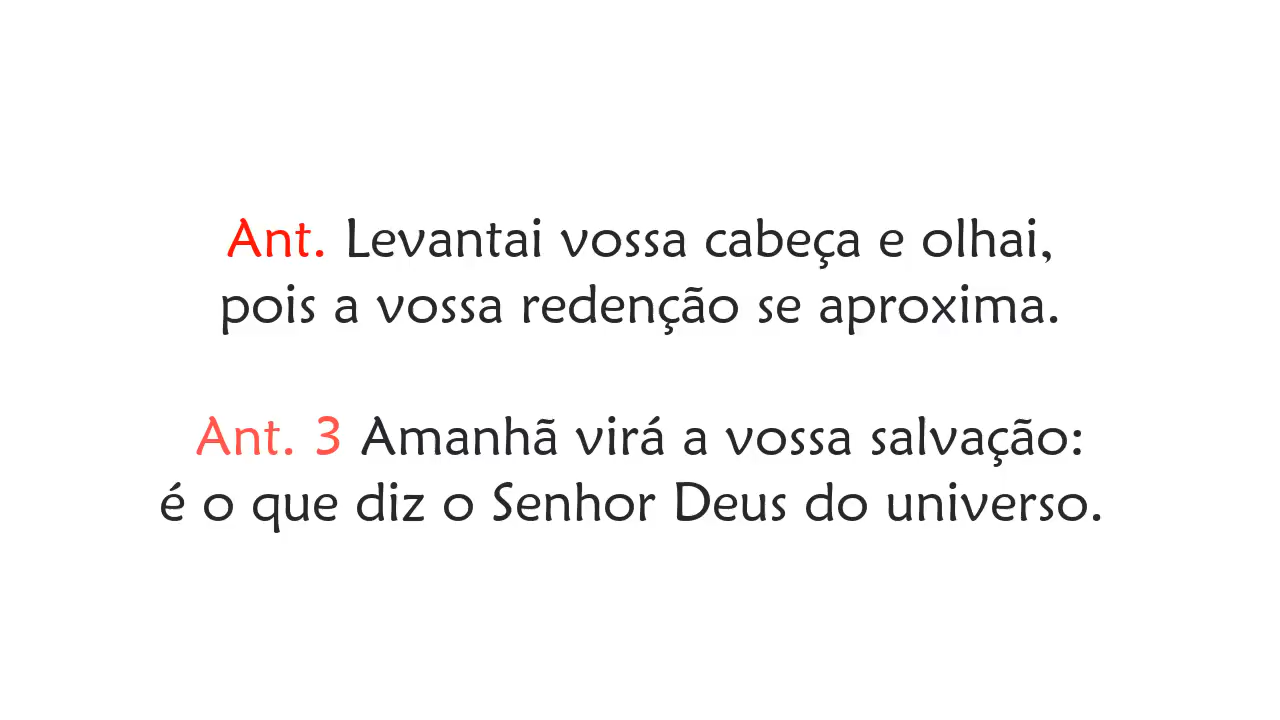 Ant. Levantai vossa cabeça e olhai,
pois a vossa redenção se aproxima.
Ant. 3 Amanhã virá a vossa salvação:
é o que diz o Senhor Deus do universo.